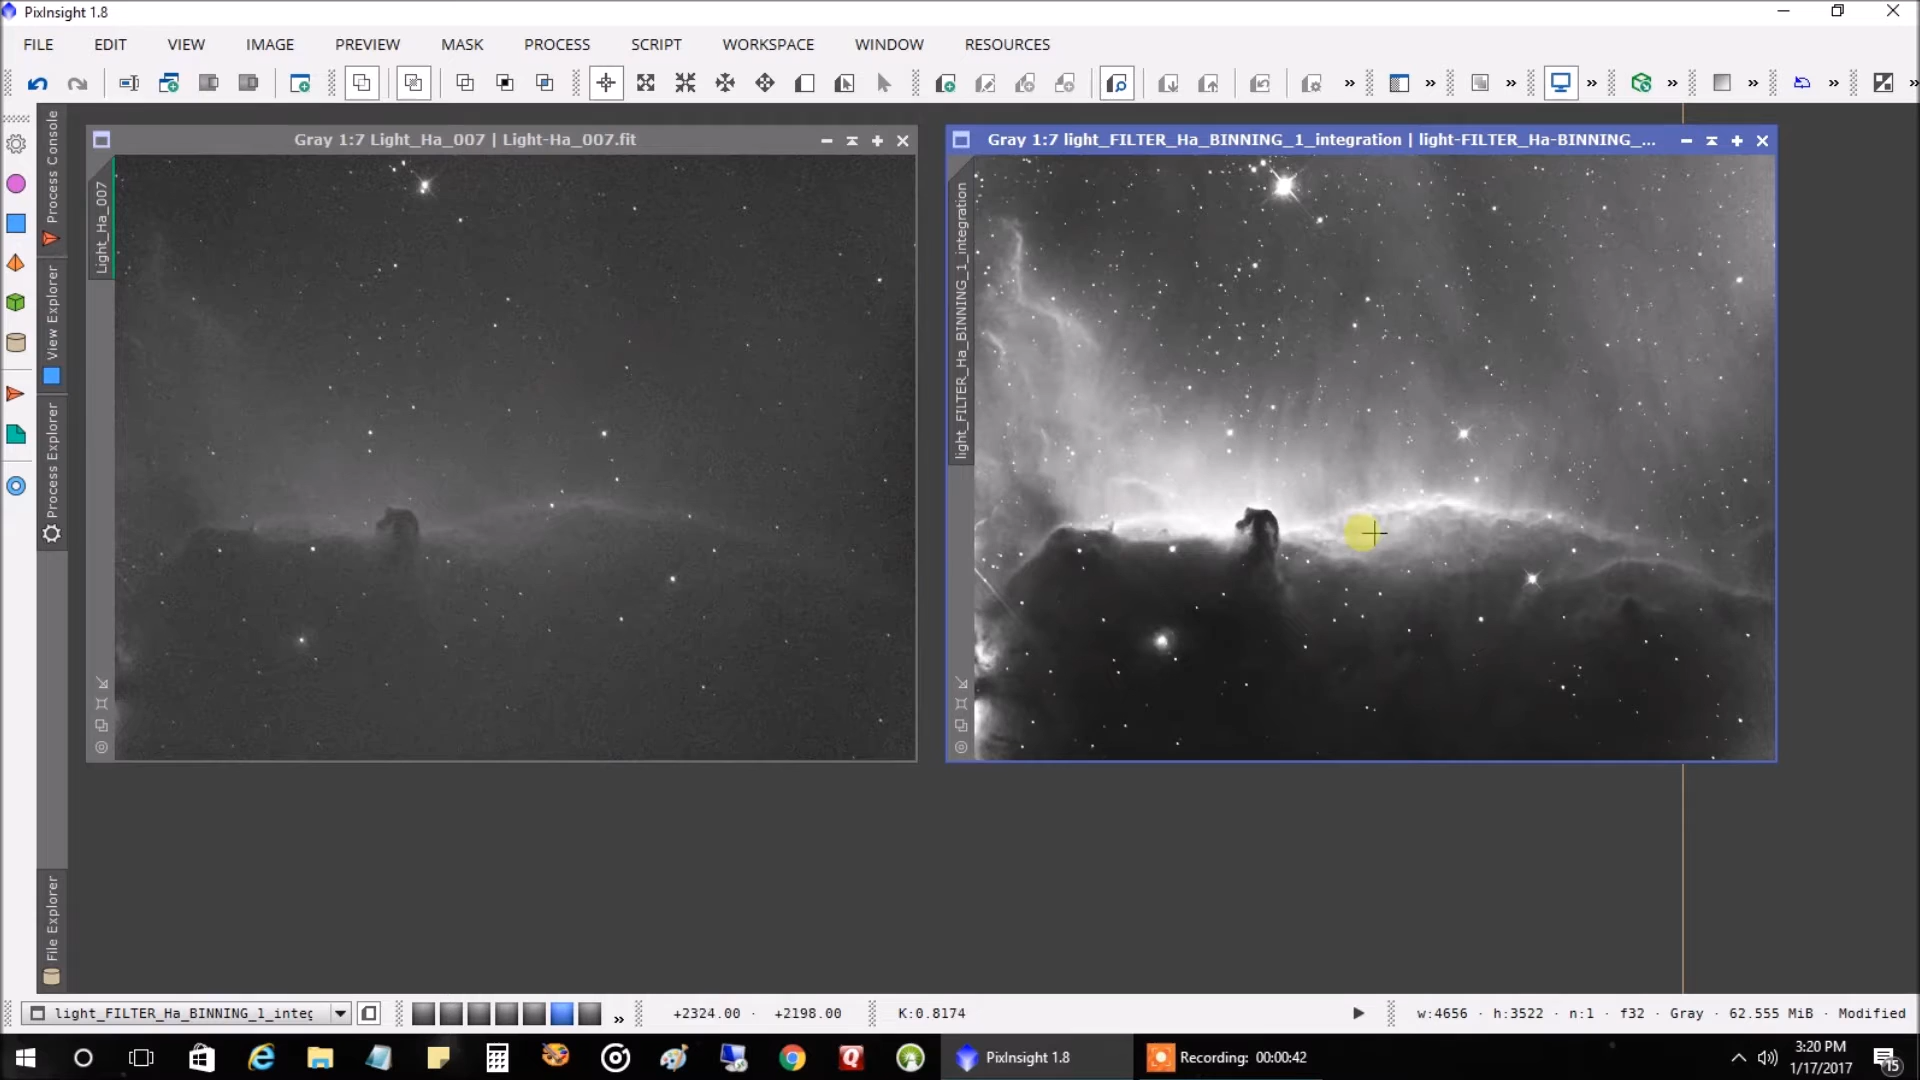 PixInsight 1.8
FILE EDIT VIEW IMAGE PREVIEW MASK PROCESS SCRIPT WORKSPACE WINDOW RESOURCES
Process Console
View Explorer
Process Explorer
File Explorer
Gray 1:7 Light_Ha_007 | Light-Ha_007.fit
Light_Ha_007
Gray 1:7 light_FILTER_Ha_BINNING_1_integration | light-FILTER_Ha-BINNING_...
light_FILTER_Ha_BINNING_1_integration
light_FILTER_Ha_BINNING_1_integ
+2324.00 · +2198.00
K:0.8174
w:4656 · h:3522 · n:1 · f32 · Gray · 62.555 MiB · Modified
PixInsight 1.8
Recording: 00:00:42
3:20 PM
1/17/2017
15